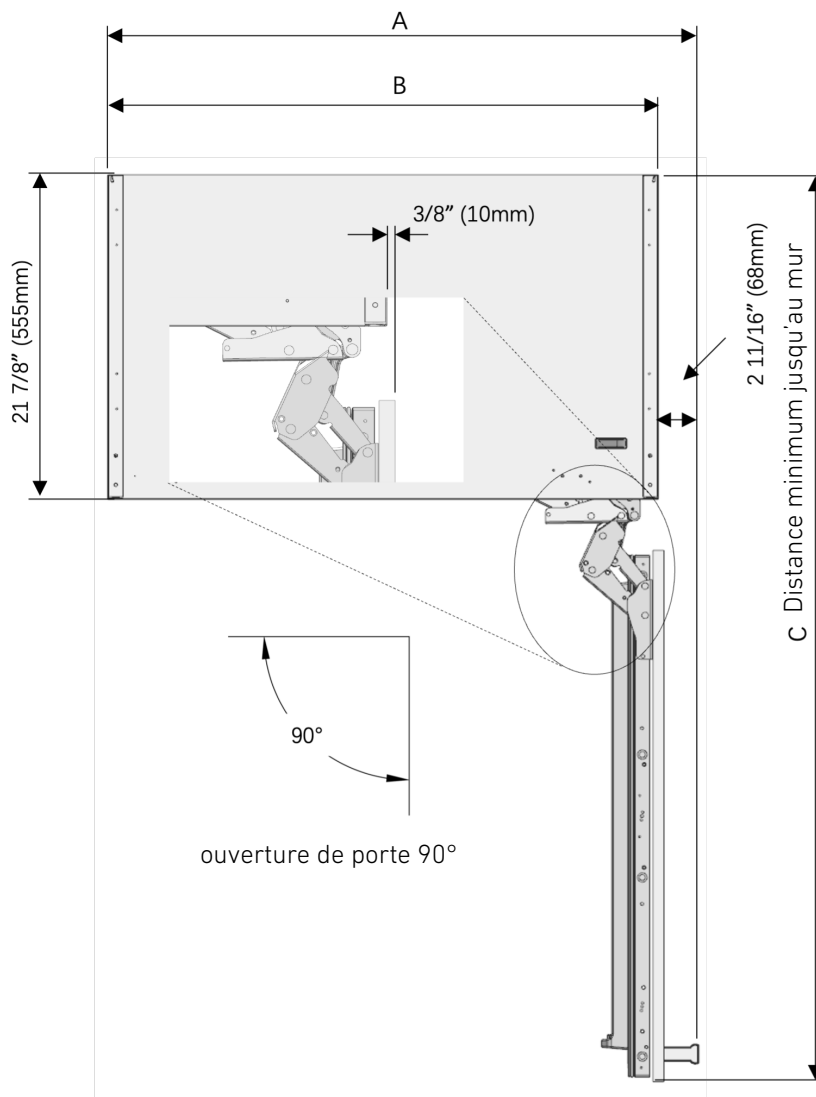 A
B
3/8” (10mm)
21 7/8” (555mm)
2 11/16” (68mm)
C Distance minimum jusqu'au mur
90°
ouverture de porte 90°